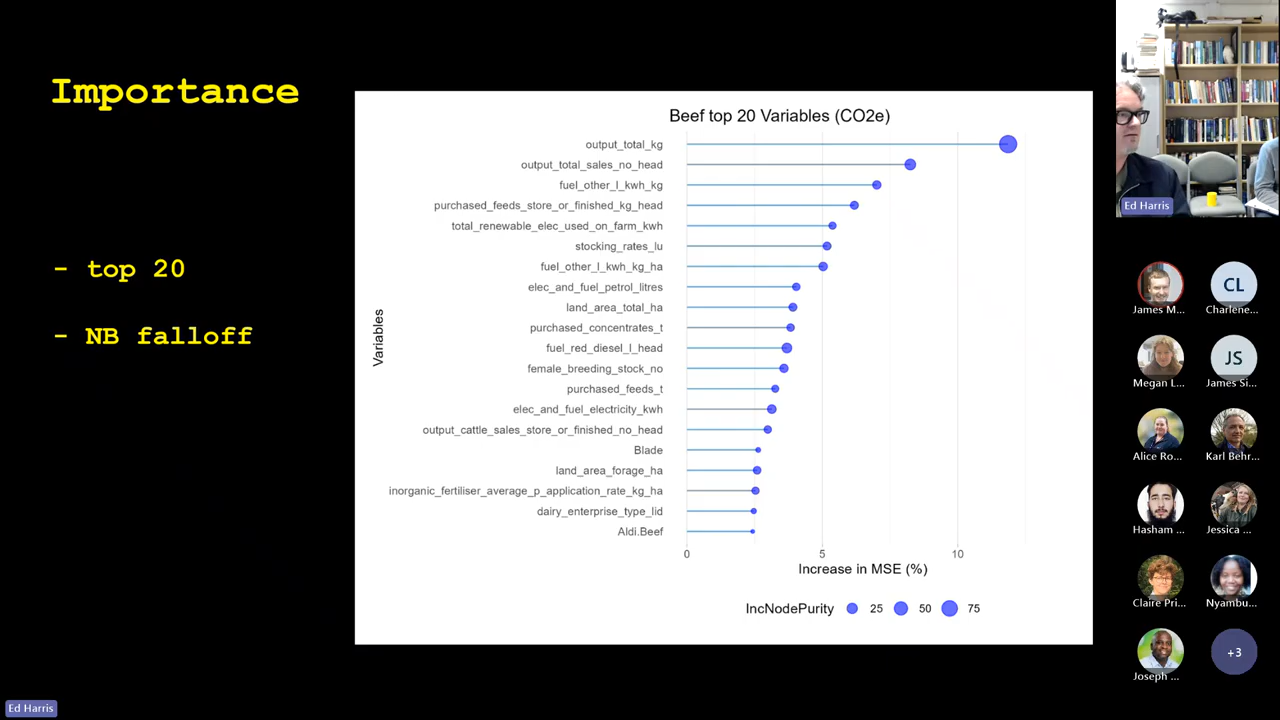 Importance
- top 20
- NB falloff
Beef top 20 Variables (CO2e)
Variables
output_total_kg
output_total_sales_no_head
fuel_other_l_kwh_kg
purchased_feeds_store_or_finished_kg_head
total_renewable_elec_used_on_farm_kwh
stocking_rates_lu
fuel_other_l_kwh_kg_ha
elec_and_fuel_petrol_litres
land_area_total_ha
purchased_concentrates_t
fuel_red_diesel_l_head
female_breeding_stock_no
purchased_feeds_t
elec_and_fuel_electricity_kwh
output_cattle_sales_store_or_finished_no_head
Blade
land_area_forage_ha
inorganic_fertiliser_average_p_application_rate_kg_ha
dairy_enterprise_type_lid
Aldi.Beef
0 5 10
Increase in MSE (%)
IncNodePurity 25 50 75
Ed Harris
CL
James M...
Charlene...
JS
Megan L...
James Si...
Alice Ro...
Karl Behr...
Hasham ...
Jessica ...
Claire Pri...
Nyambu...
Joseph ...
+3
Ed Harris